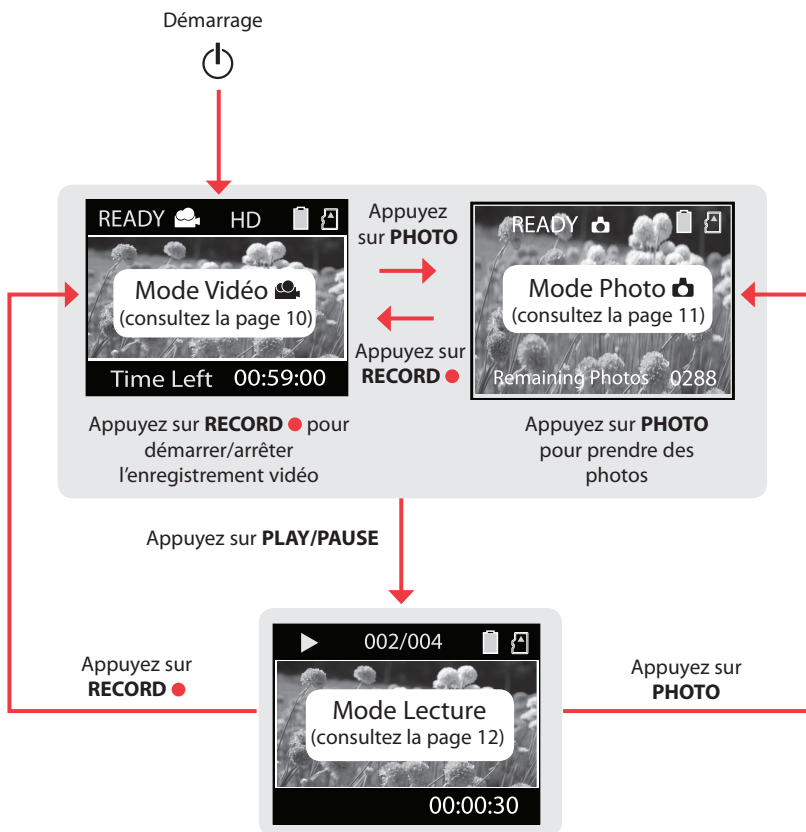 Démarrage
READY HD
Mode Vidéo
(consultez la page 10)
Time Left 00:59:00
Appuyez
sur PHOTO
Appuyez sur
RECORD
READY
Mode Photo
(consultez la page 11)
Remaining Photos 0288
Appuyez sur RECORD pour
démarrer/arrêter
l'enregistrement vidéo
Appuyez sur PHOTO
pour prendre des
photos
Appuyez sur PLAY/PAUSE
Appuyez sur
RECORD
002/004
Mode Lecture
(consultez la page 12)
00:00:30
Appuyez sur
PHOTO